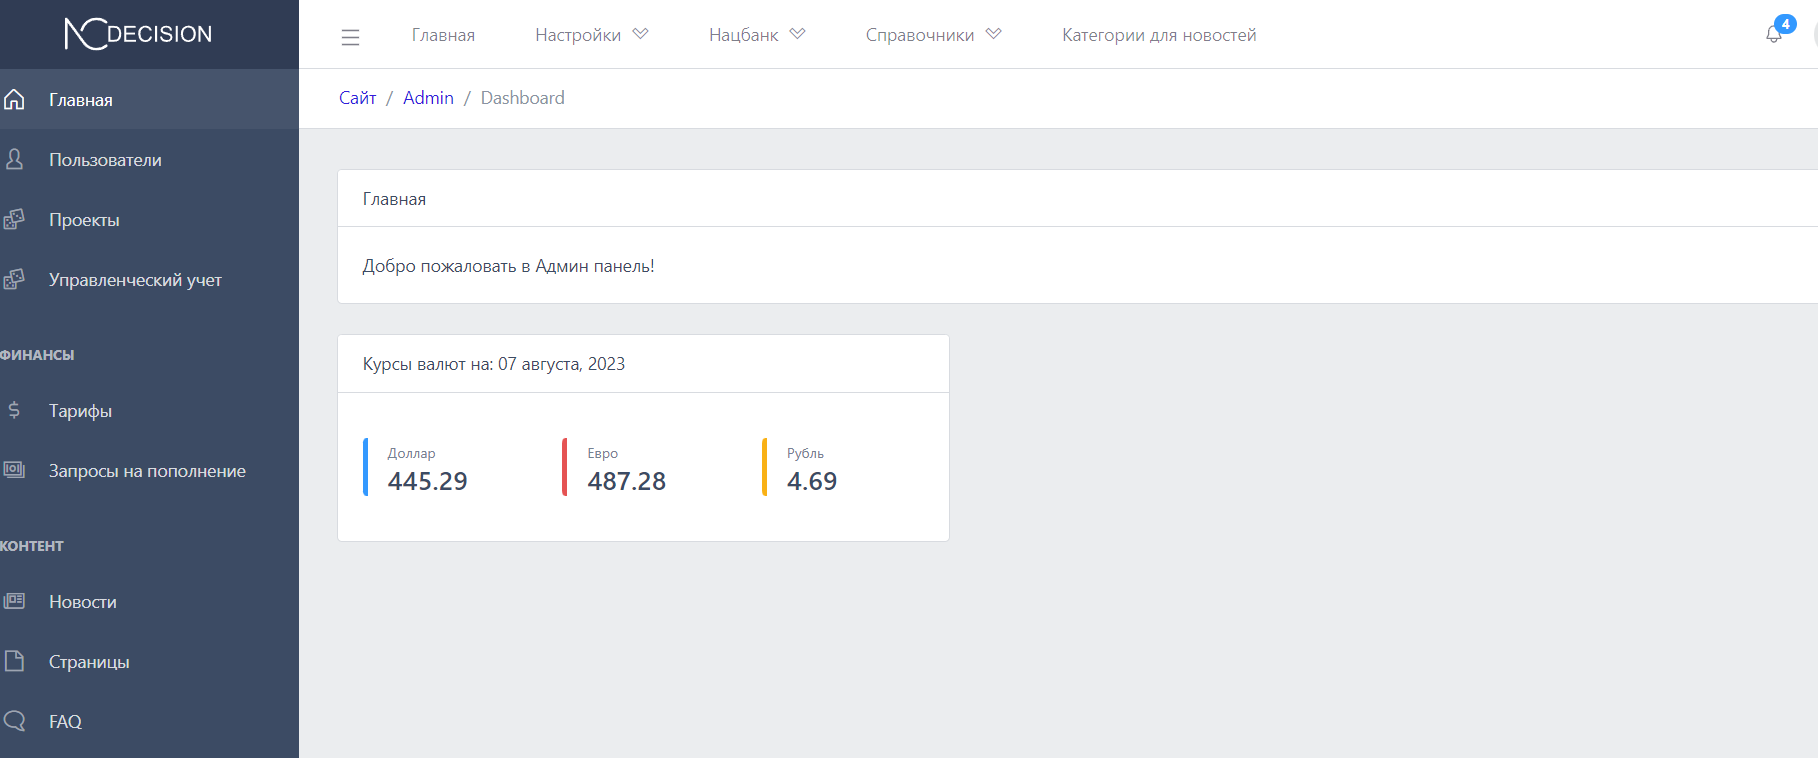 NCDECISION
Главная
Настройки
Нацбанк
Справочники
Категории для новостей
4
Сайт / Admin / Dashboard
Главная
Пользователи
Проекты
Управленческий учет
ФИНАНСЫ
Тарифы
Запросы на пополнение
КОНТЕНТ
Новости
Страницы
FAQ
Главная
Добро пожаловать в Админ панель!
Курсы валют на: 07 августа, 2023
Доллар
445.29
Евро
487.28
Рубль
4.69